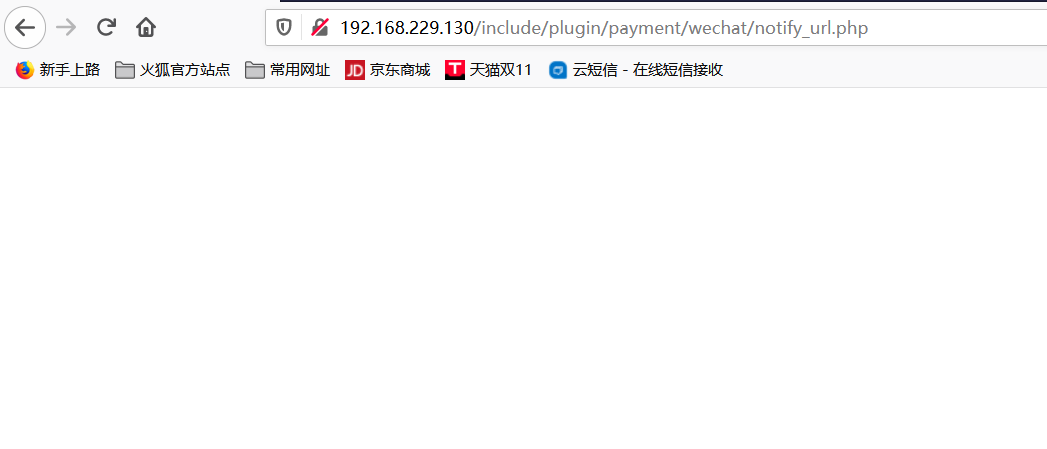 192.168.229.130/include/plugin/payment/wechat/notify_url.php
新手上路 火狐官方站点 常用网址 JD 京东商城 T 天猫双11 云短信 - 在线短信接收